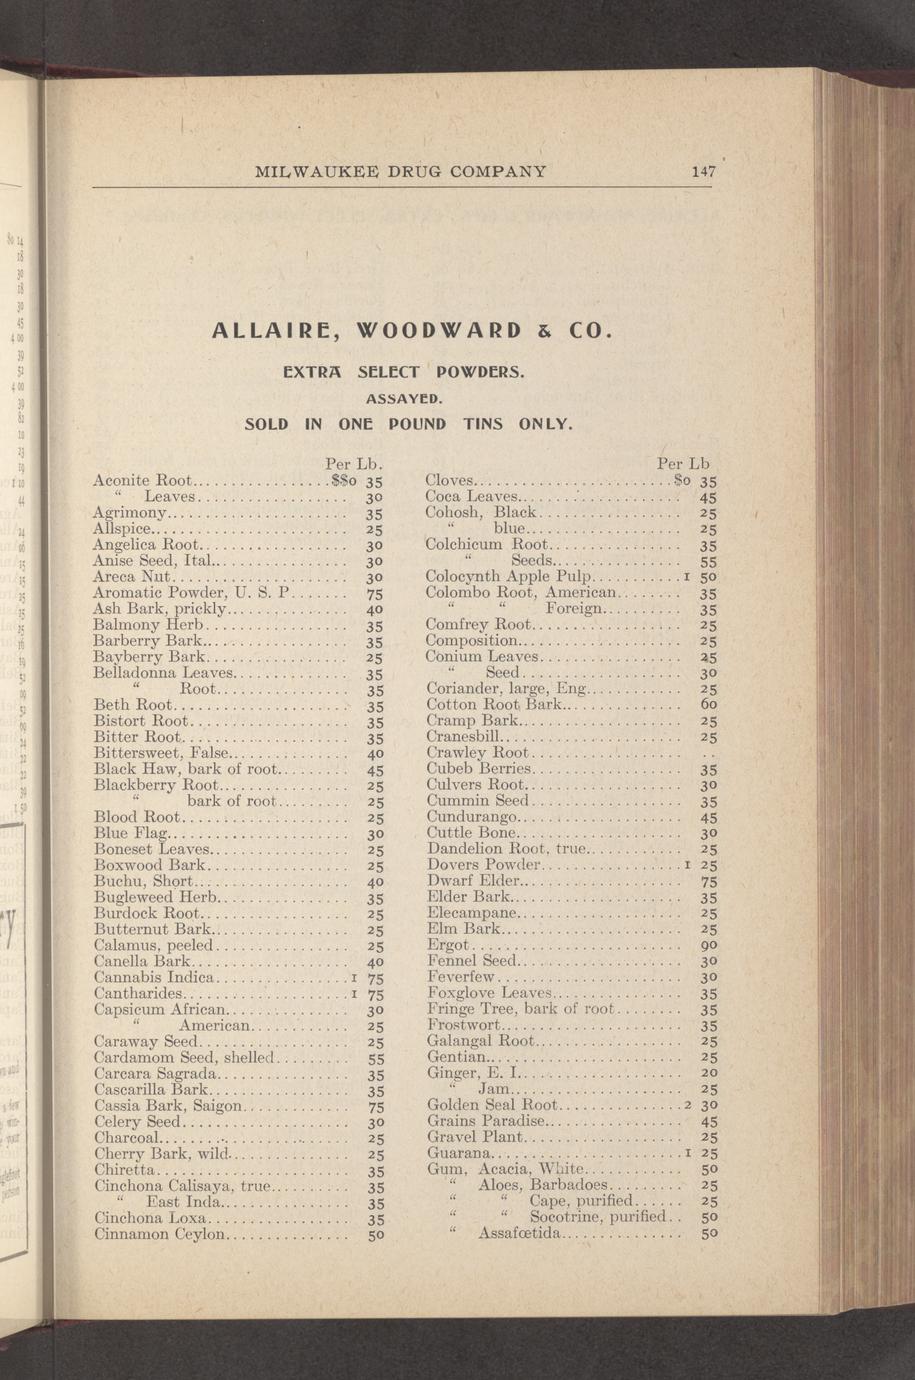 MILWAUKEE DRUG COMPANY 147
ALLAIRE, WOODWARD & CO.
EXTRA SELECT POWDERS.
ASSAYED.
SOLD IN ONE POUND TINS ONLY.
Per Lb.
Aconite Root................$$0 35
“ Leaves................ 30
Agrimony................ 35
Allspice................ 25
Angelica Root................ 30
Anise Seed, Ital................ 30
Areca Nut................ 30
Aromatic Powder, U. S. P....... 75
Ash Bark, prickly............... 40
Balmony Herb................ 35
Barberry Bark................ 35
Bayberry Bark................ 25
Belladonna Leaves.............. 35
“ Root................ 35
Beth Root................ 35
Bistort Root................ 35
Bitter Root................ 35
Bittersweet, False.............. 40
Black Haw, bark of root......... 45
Blackberry Root................ 25
“ bark of root......... 25
Blood Root................ 25
Blue Flag................ 30
Boneset Leaves................ 25
Boxwood Bark................ 25
Buchu, Short................ 40
Bugleweed Herb................ 35
Burdock Root................ 25
Butternut Bark................ 25
Calamus, peeled................ 25
Canella Bark................ 40
Cannabis Indica................1 75
Cantharides................1 75
Capsicum African............... 30
“ American............ 25
Caraway Seed................ 25
Cardamom Seed, shelled......... 55
Carcara Sagrada................ 35
Cascarilla Bark................ 35
Cassia Bark, Saigon............. 75
Celery Seed................ 30
Charcoal................ 25
Cherry Bark, wild............... 25
Chiretta................ 35
Cinchona Calisaya, true.......... 35
“ East Inda............... 35
Cinchona Loxa................ 35
Cinnamon Ceylon............... 50
Per Lb
Cloves........................$0 35
Coca Leaves................ 45
Cohosh, Black................ 25
“ blue................ 25
Colchicum Root................ 35
“ Seeds................ 55
Colocynth Apple Pulp...........1 50
Colombo Root, American........ 35
“ “ Foreign.......... 35
Comfrey Root................ 25
Composition................ 25
Conium Leaves................ 25
“ Seed................ 30
Coriander, large, Eng............ 25
Cotton Root Bark............... 60
Cramp Bark................ 25
Cranesbill................ 25
Crawley Root................ ..
Cubeb Berries................ 35
Culvers Root................ 30
Cummin Seed................ 35
Cundurango................ 45
Cuttle Bone................ 30
Dandelion Root, true............ 25
Dovers Powder................1 25
Dwarf Elder................ 75
Elder Bark................ 35
Elecampane................ 25
Elm Bark................ 25
Ergot................ 90
Fennel Seed................ 30
Feverfew................ 30
Foxglove Leaves................ 35
Fringe Tree, bark of root........ 35
Frostwort................ 35
Galangal Root................ 25
Gentian................ 25
Ginger, E. I................ 20
“ Jam................ 25
Golden Seal Root...............2 30
Grains Paradise................ 45
Gravel Plant................ 25
Guarana................1 25
Gum, Acacia, White............ 50
“ Aloes, Barbadoes......... 25
“ “ Cape, purified...... 25
“ “ Socotrine, purified.. 50
“ Assafœtida............... 50